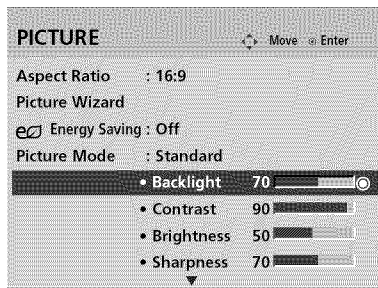 PICTURE Move Enter
Aspect Ratio : 16:9
Picture Wizard
Energy Saving : Off
Picture Mode : Standard
• Backlight 70
• Contrast 90
• Brightness 50
• Sharpness 70